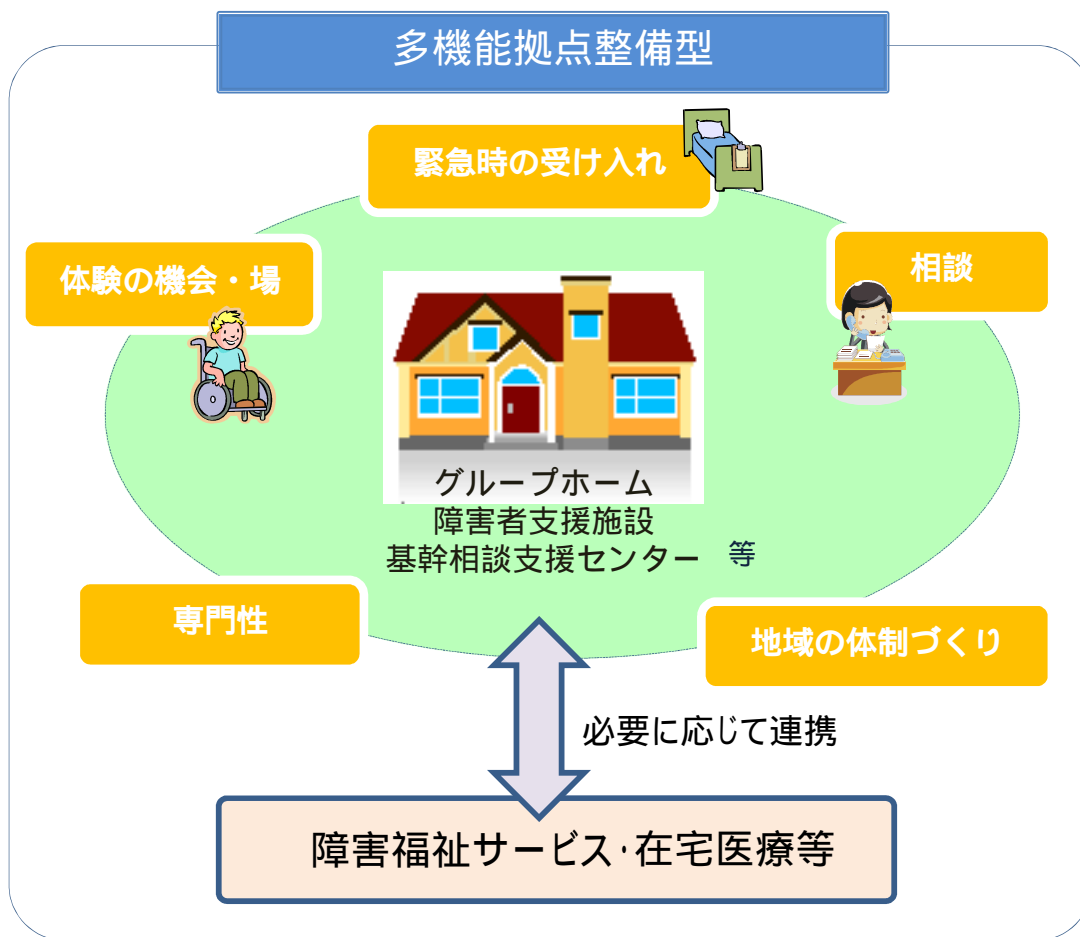 多機能拠点整備型
緊急時の受け入れ
体験の機会・場
相談
グループホーム
障害者支援施設
基幹相談支援センター 等
専門性
地域の体制づくり
必要に応じて連携
障害福祉サービス・在宅医療等